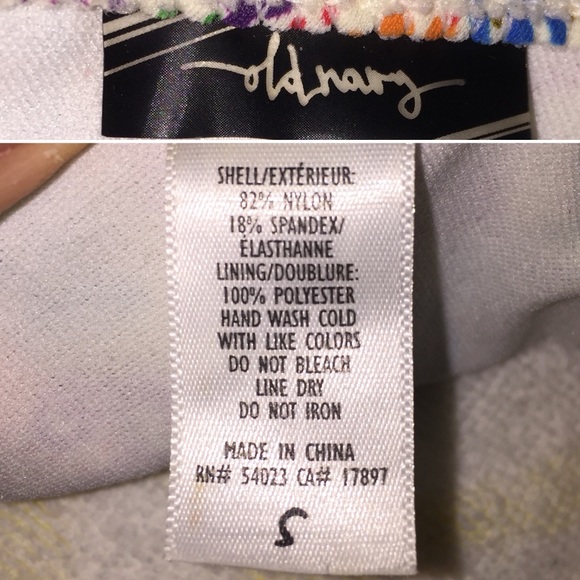 old navy
SHELL/EXTÉRIEUR:
82% NYLON
18% SPANDEX/
ÉLASTHANNE
LINING/DOUBLURE:
100% POLYESTER
HAND WASH COLD
WITH LIKE COLORS
DO NOT BLEACH
LINE DRY
DO NOT IRON
MADE IN CHINA
RN# 54023 CA# 17897
S